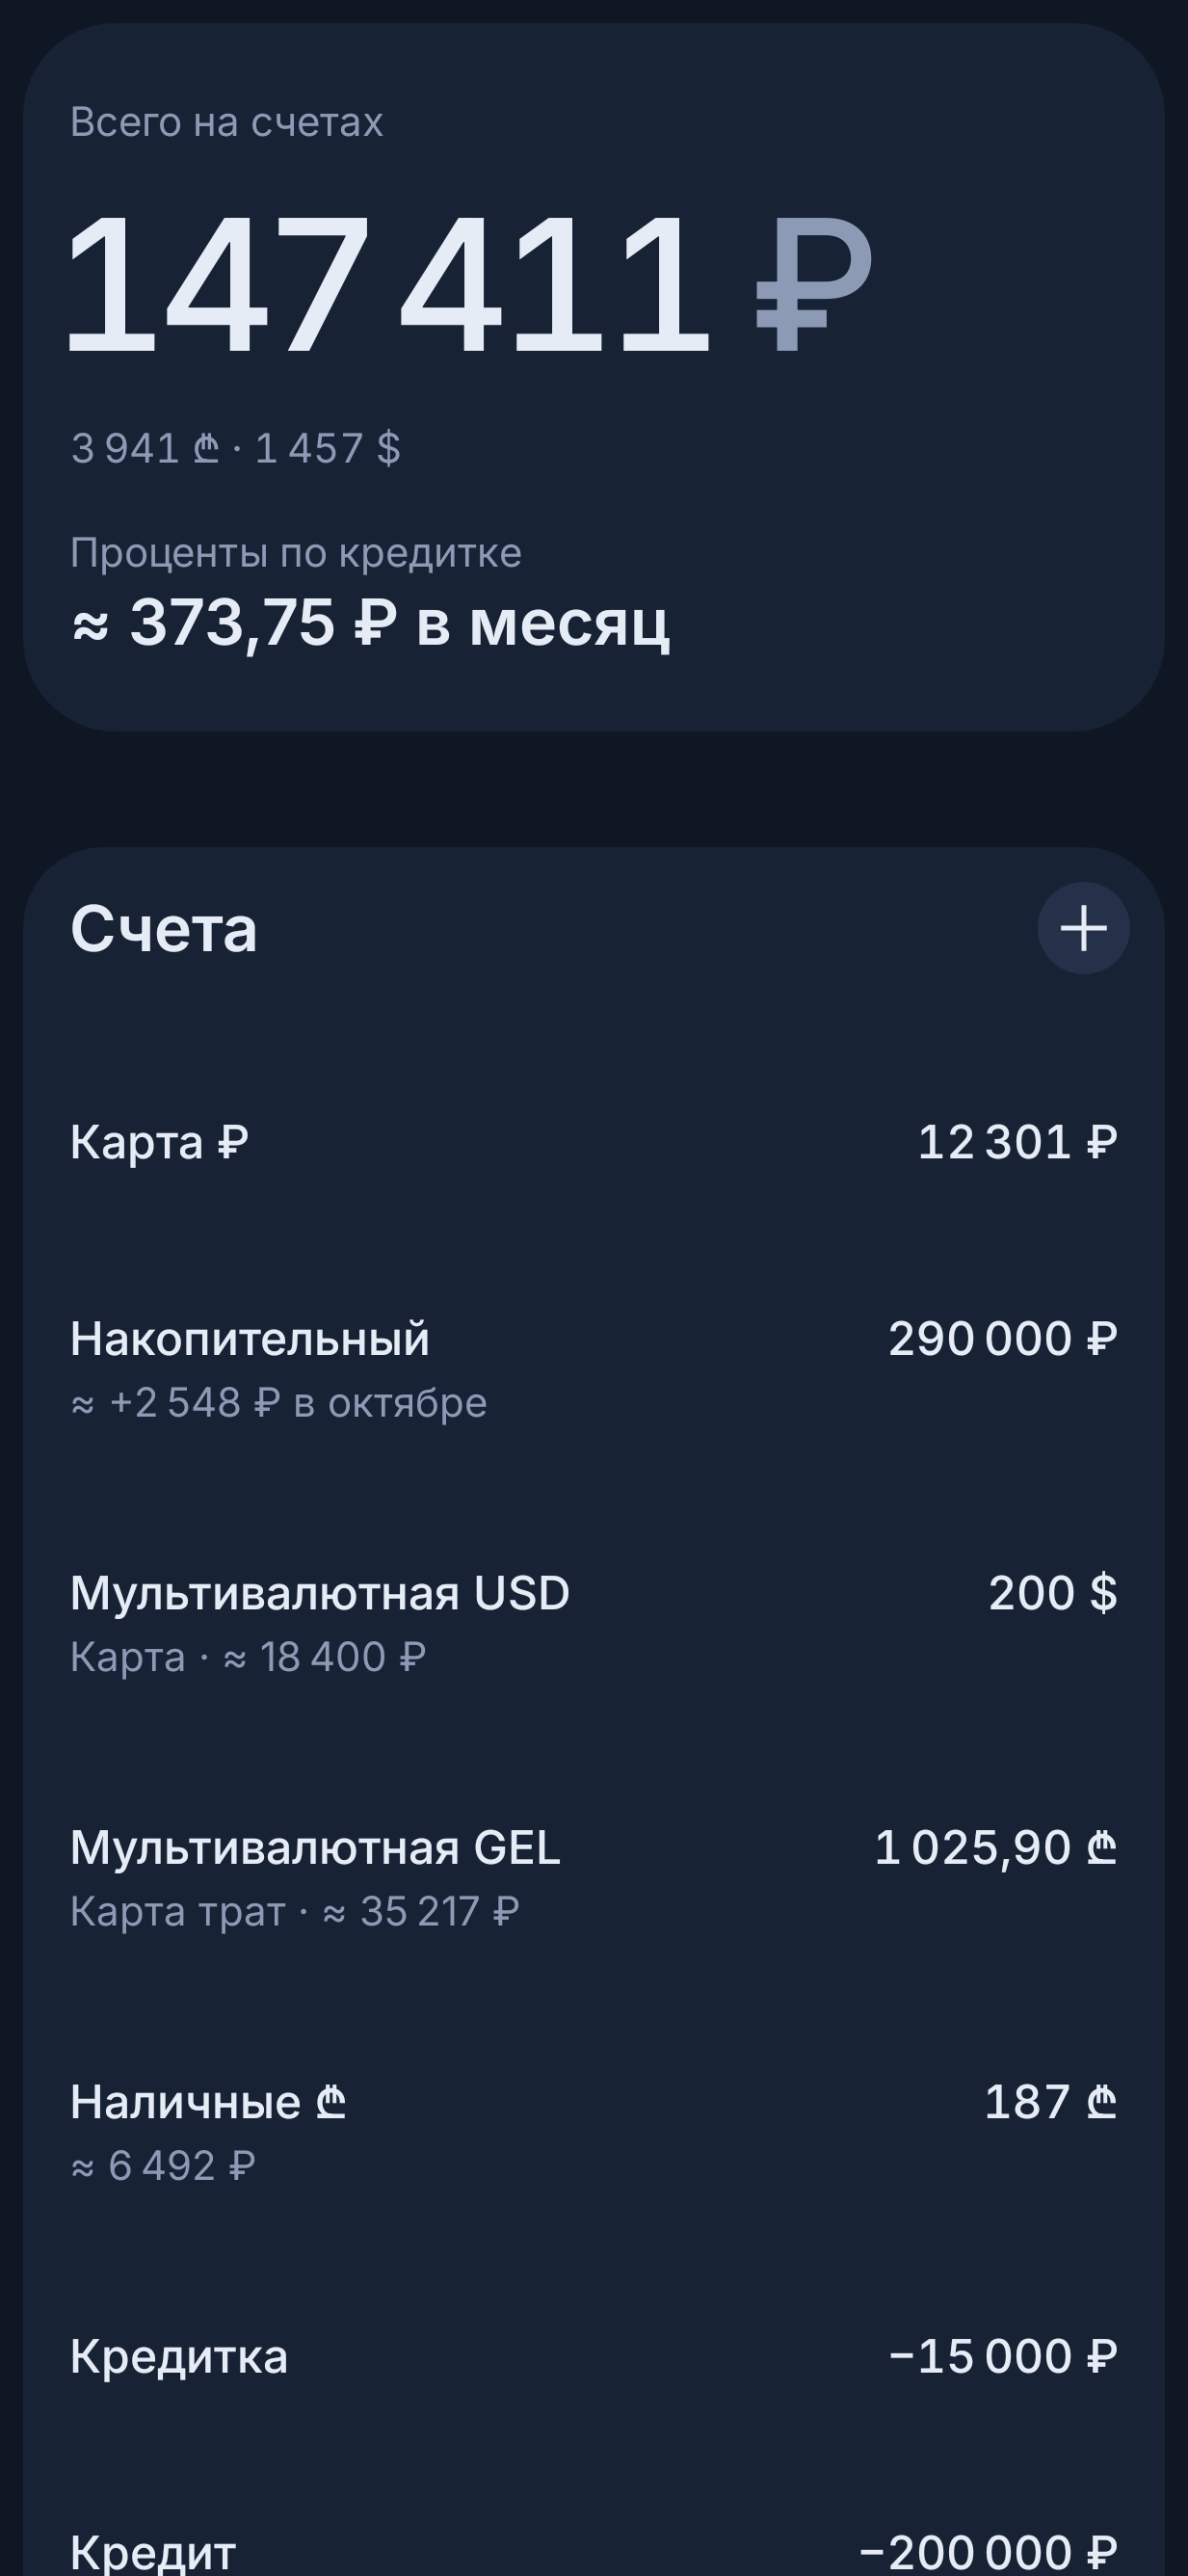 Всего на счетах
147 411 ₽
3 941 ₾ · 1 457 $
Проценты по кредитке
≈ 373,75 ₽ в месяц
Счета
Карта ₽ 12 301 ₽
Накопительный 290 000 ₽
≈ +2 548 ₽ в октябре
Мультивалютная USD 200 $
Карта · ≈ 18 400 ₽
Мультивалютная GEL 1 025,90 ₾
Карта трат · ≈ 35 217 ₽
Наличные ₾ 187 ₾
≈ 6 492 ₽
Кредитка −15 000 ₽
Кредит −200 000 ₽